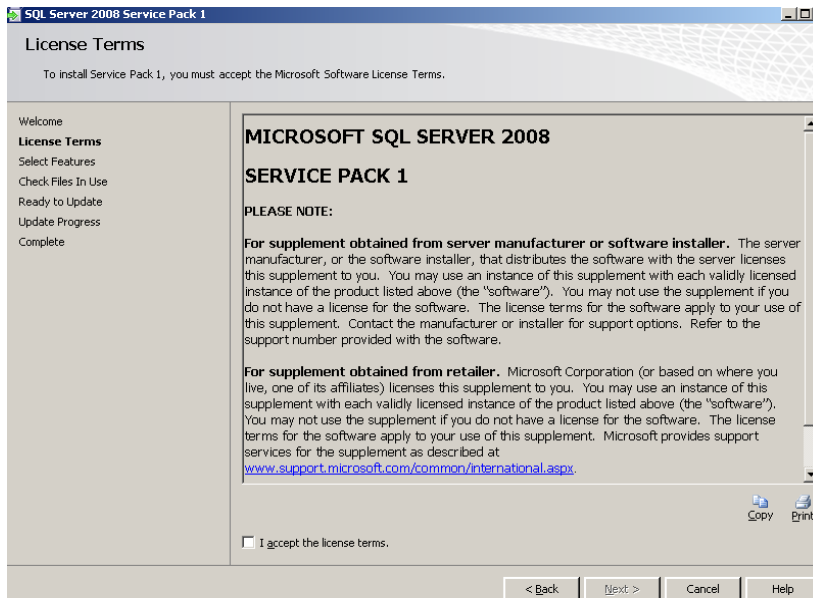 SQL Server 2008 Service Pack 1
License Terms
To install Service Pack 1, you must accept the Microsoft Software License Terms.
Welcome
License Terms
Select Features
Check Files In Use
Ready to Update
Update Progress
Complete
MICROSOFT SQL SERVER 2008
SERVICE PACK 1
PLEASE NOTE:
For supplement obtained from server manufacturer or software installer. The server
manufacturer, or the software installer, that distributes the software with the server licenses
this supplement to you. You may use an instance of this supplement with each validly licensed
instance of the product listed above (the “software”). You may not use the supplement if you
do not have a license for the software. The license terms for the software apply to your use of
this supplement. Contact the manufacturer or installer for support options. Refer to the
support number provided with the software.
For supplement obtained from retailer. Microsoft Corporation (or based on where you
live, one of its affiliates) licenses this supplement to you. You may use an instance of this
supplement with each validly licensed instance of the product listed above (the “software”).
You may not use the supplement if you do not have a license for the software. The license
terms for the software apply to your use of this supplement. Microsoft provides support
services for the supplement as described at
www.support.microsoft.com/common/international.aspx.
Copy Print
I accept the license terms.
< Back Next > Cancel Help